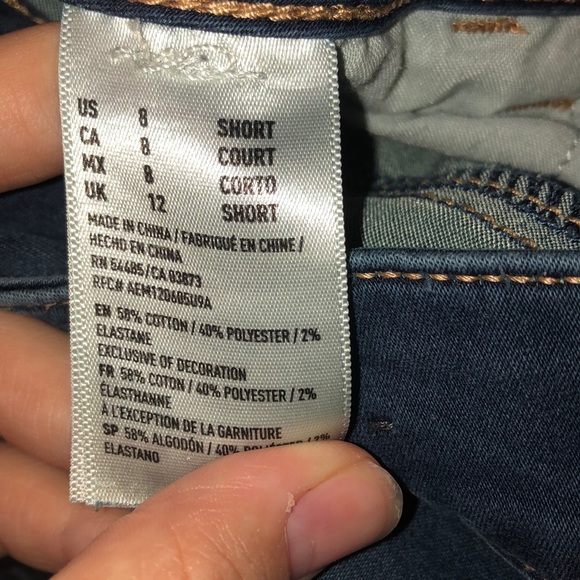 US 8 SHORT
CA 8 COURT
MX 8 CORTO
UK 12 SHORT
MADE IN CHINA / FABRIQUÉ EN CHINE /
HECHO EN CHINA
RN 54485 / CA 03873
RFC# AEM120605U9A
EN 58% COTTON / 40% POLYESTER / 2%
ELASTANE
EXCLUSIVE OF DECORATION
FR 58% COTON / 40% POLYESTER / 2%
ÉLASTHANNE
À L'EXCEPTION DE LA GARNITURE
SP 58% ALGODÓN / 40% POLIÉSTER / 2%
ELASTANO